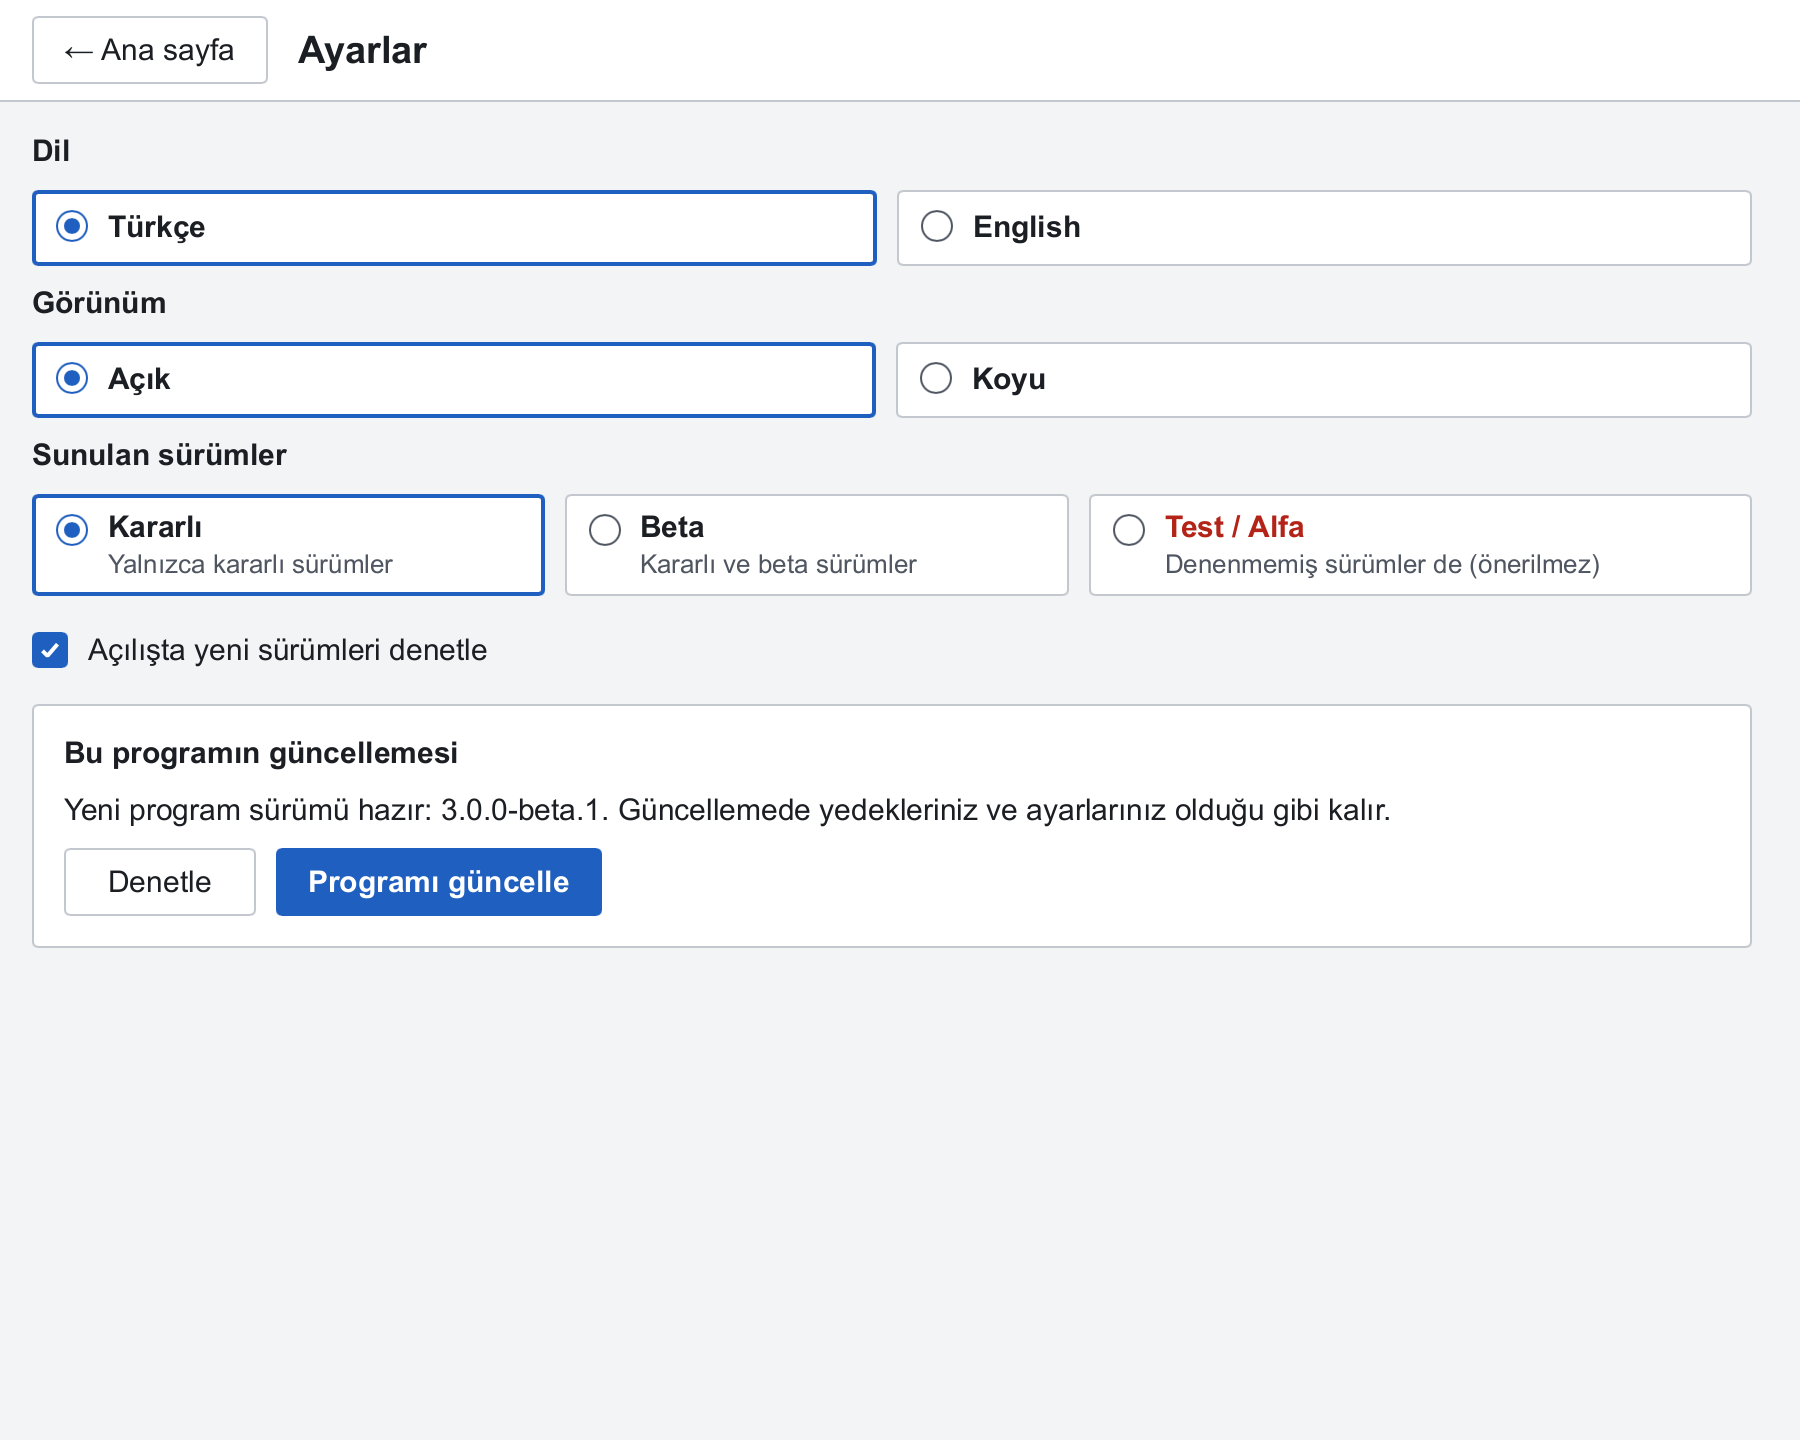 ← Ana sayfa
Ayarlar
Dil
Türkçe
English
Görünüm
Açık
Koyu
Sunulan sürümler
Kararlı
Yalnızca kararlı sürümler
Beta
Kararlı ve beta sürümler
Test / Alfa
Denenmemiş sürümler de (önerilmez)
Açılışta yeni sürümleri denetle
Bu programın güncellemesi
Yeni program sürümü hazır: 3.0.0-beta.1. Güncellemede yedekleriniz ve ayarlarınız olduğu gibi kalır.
Denetle
Programı güncelle